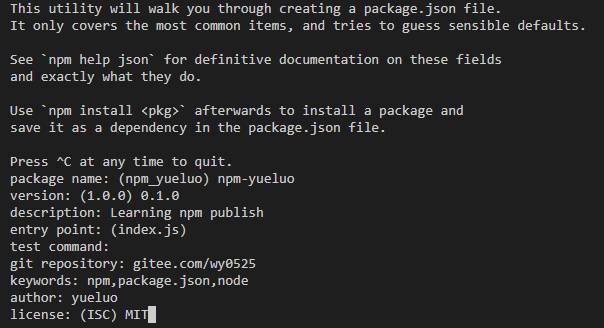 This utility will walk you through creating a package.json file.
It only covers the most common items, and tries to guess sensible defaults.
See `npm help json` for definitive documentation on these fields
and exactly what they do.
Use `npm install <pkg>` afterwards to install a package and
save it as a dependency in the package.json file.
Press ^C at any time to quit.
package name: (npm_yueluo) npm-yueluo
version: (1.0.0) 0.1.0
description: Learning npm publish
entry point: (index.js)
test command:
git repository: gitee.com/wy0525
keywords: npm,package.json,node
author: yueluo
license: (ISC) MIT